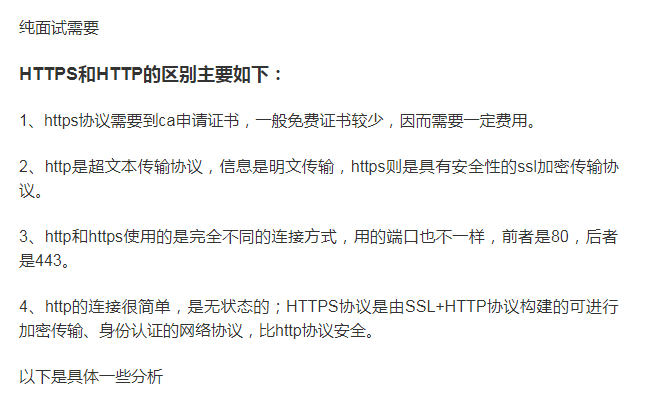 纯面试需要
HTTPS和HTTP的区别主要如下：
1、https协议需要到ca申请证书，一般免费证书较少，因而需要一定费用。
2、http是超文本传输协议，信息是明文传输，https则是具有安全性的ssl加密传输协
议。
3、http和https使用的是完全不同的连接方式，用的端口也不一样，前者是80，后者
是443。
4、http的连接很简单，是无状态的；HTTPS协议是由SSL+HTTP协议构建的可进行
加密传输、身份认证的网络协议，比http协议安全。
以下是具体一些分析